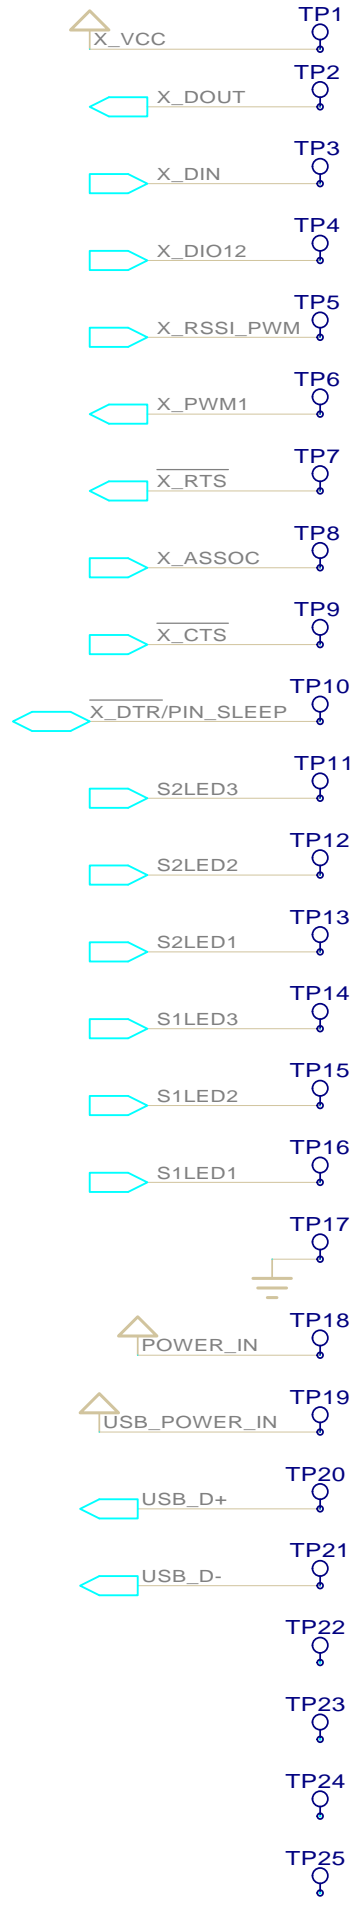 TP1
X_VCC
TP2
X_DOUT
TP3
X_DIN
TP4
X_DIO12
TP5
X_RSSI_PWM
TP6
X_PWM1
TP7
X_RTS
TP8
X_ASSOC
TP9
X_CTS
TP10
X_DTR/PIN_SLEEP
TP11
S2LED3
TP12
S2LED2
TP13
S2LED1
TP14
S1LED3
TP15
S1LED2
TP16
S1LED1
TP17
TP18
POWER_IN
TP19
USB_POWER_IN
TP20
USB_D+
TP21
USB_D-
TP22
TP23
TP24
TP25